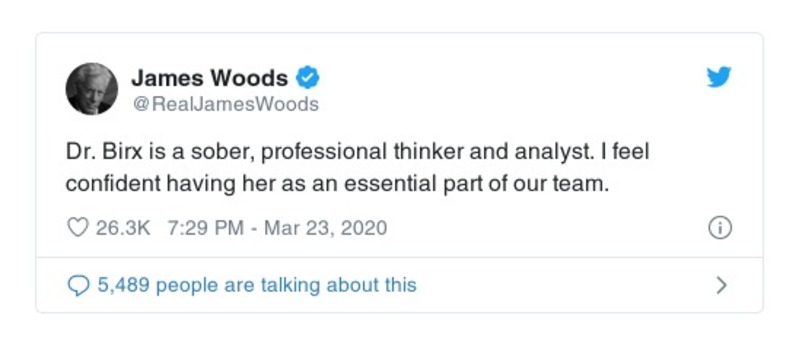 James Woods
@RealJamesWoods
Dr. Birx is a sober, professional thinker and analyst. I feel
confident having her as an essential part of our team.
26.3K 7:29 PM - Mar 23, 2020
5,489 people are talking about this